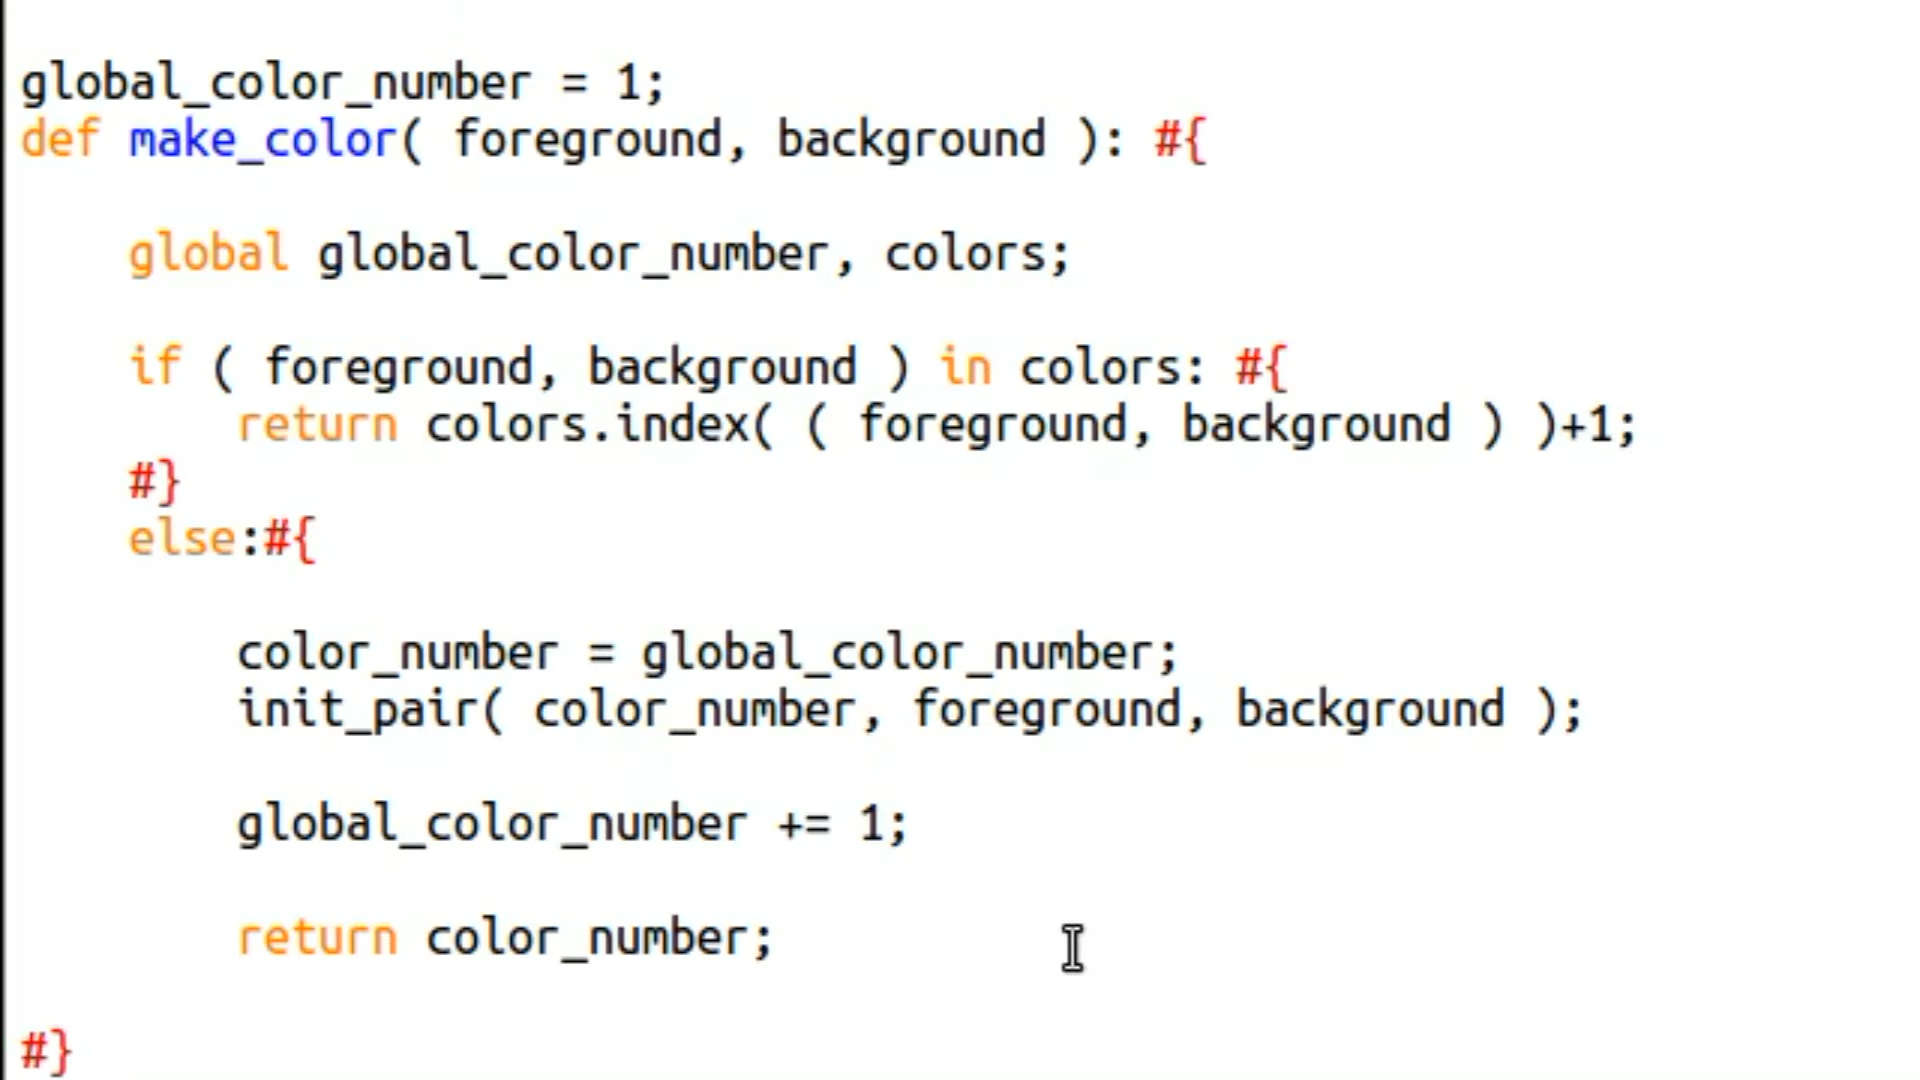 global_color_number = 1;
def make_color( foreground, background ): #{
global global_color_number, colors;
if ( foreground, background ) in colors: #{
return colors.index( ( foreground, background ) )+1;
#}
else:#{
color_number = global_color_number;
init_pair( color_number, foreground, background );
global_color_number += 1;
return color_number;
#}